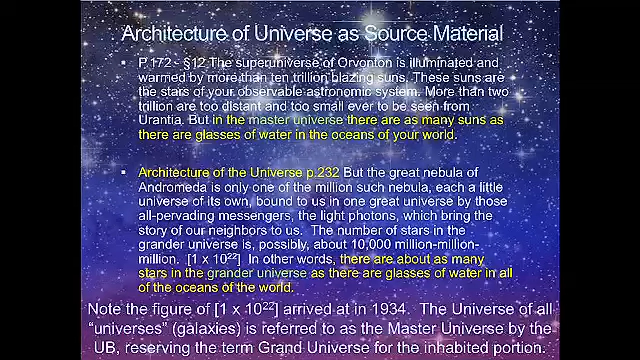 Architecture of Universe as Source Material
▪ P.172 - §12 The superuniverse of Orvonton is illuminated and
warmed by more than ten trillion blazing suns. These suns are
the stars of your observable astronomic system. More than two
trillion are too distant and too small ever to be seen from
Urantia. But in the master universe there are as many suns as
there are glasses of water in the oceans of your world.
▪ Architecture of the Universe p.232 But the great nebula of
Andromeda is only one of the million such nebula, each a little
universe of its own, bound to us in one great universe by those
all-pervading messengers, the light photons, which bring the
story of our neighbors to us. The number of stars in the
grander universe is, possibly, about 10,000 million-million-
million. [1 x 10²²] In other words, there are about as many
stars in the grander universe as there are glasses of water in all
of the oceans of the world.
Note the figure of [1 x 10²²] arrived at in 1934. The Universe of all
"universes" (galaxies) is referred to as the Master Universe by the
UB, reserving the term Grand Universe for the inhabited portion.